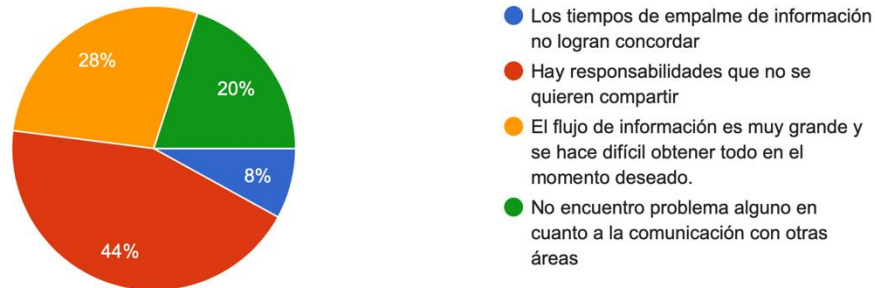 28%
20%
8%
44%
Los tiempos de empalme de información
no logran concordar
Hay responsabilidades que no se
quieren compartir
El flujo de información es muy grande y
se hace difícil obtener todo en el
momento deseado.
No encuentro problema alguno en
cuanto a la comunicación con otras
áreas